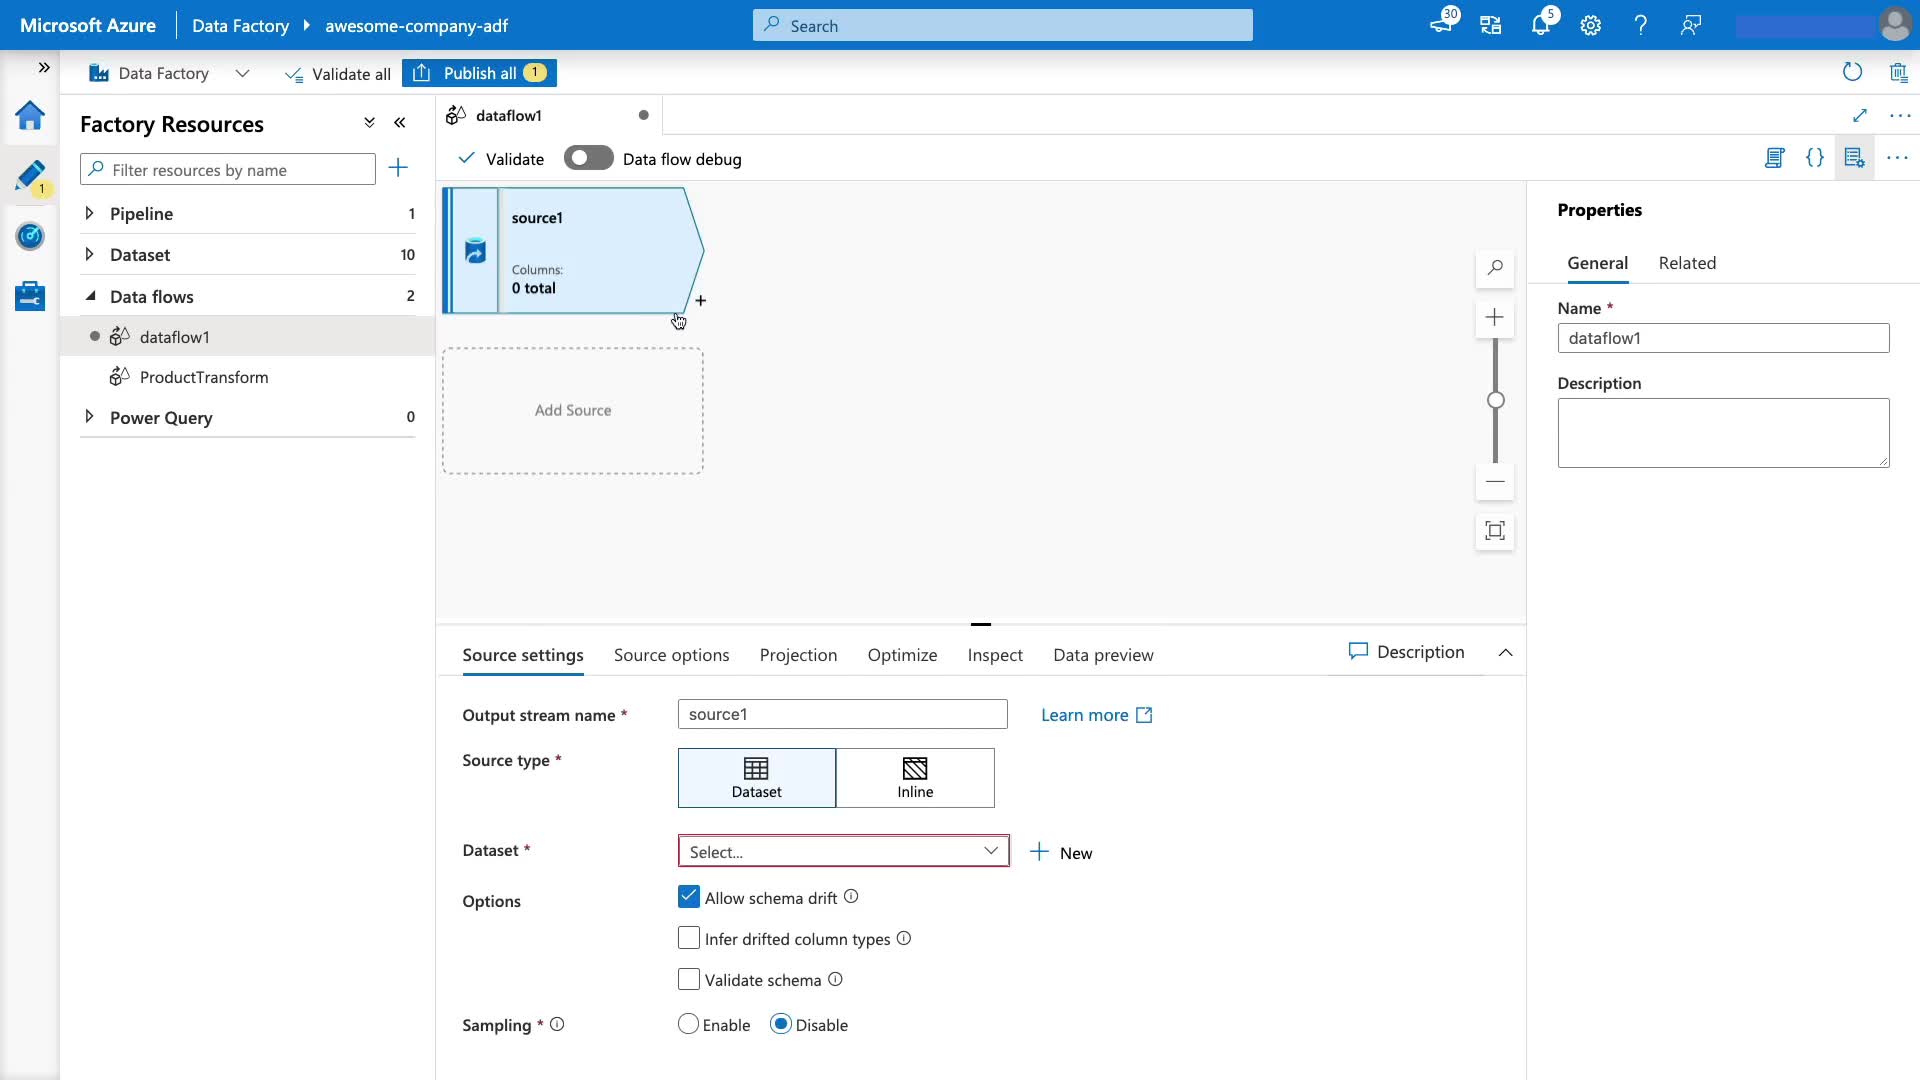 Microsoft Azure
Data Factory
awesome-company-adf
Search
30
5
Data Factory
Validate all
Publish all
1
Factory Resources
Filter resources by name
1
Pipeline 1
Dataset 10
Data flows 2
dataflow1
ProductTransform
Power Query 0
dataflow1
Validate
Data flow debug
source1
Columns:
0 total
Add Source
Properties
General
Related
Name *
dataflow1
Description
Source settings
Source options
Projection
Optimize
Inspect
Data preview
Description
Output stream name *
source1
Learn more
Source type *
Dataset
Inline
Dataset *
Select...
New
Options
Allow schema drift
Infer drifted column types
Validate schema
Sampling *
Enable
Disable